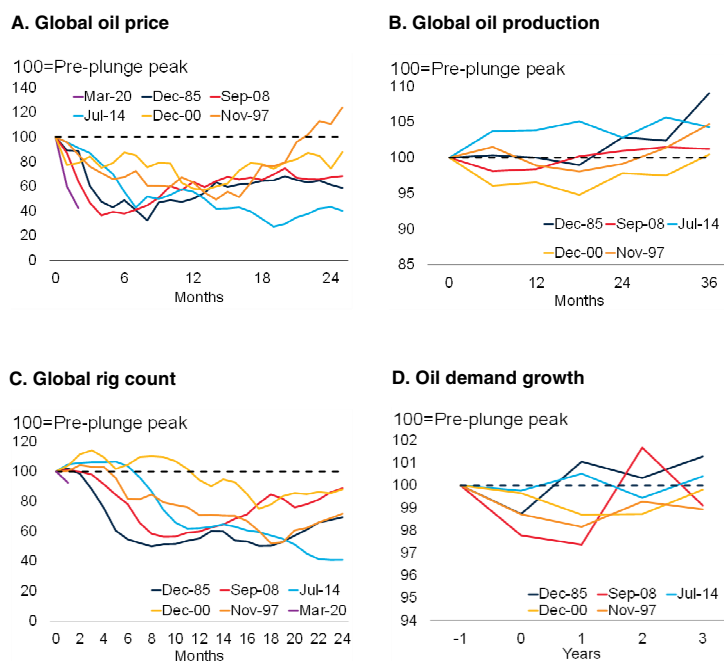 A. Global oil price
100=Pre-plunge peak
140
120
100
80
60
40
20
0
Mar-20 Dec-85 Sep-08
Jul-14 Dec-00 Nov-97
0 6 12 18 24
Months
B. Global oil production
100=Pre-plunge peak
110
105
100
95
90
85
Dec-85 Sep-08 Jul-14
Dec-00 Nov-97
0 12 24 36
Months
C. Global rig count
100=Pre-plunge peak
120
100
80
60
40
20
0
Dec-85 Sep-08 Jul-14
Dec-00 Nov-97 Mar-20
0 2 4 6 8 10 12 14 16 18 20 22 24
Months
D. Oil demand growth
100=Pre-plunge peak
102
101
100
99
98
97
96
95
94
Dec-85 Sep-08 Jul-14
Dec-00 Nov-97
-1 0 1 2 3
Years